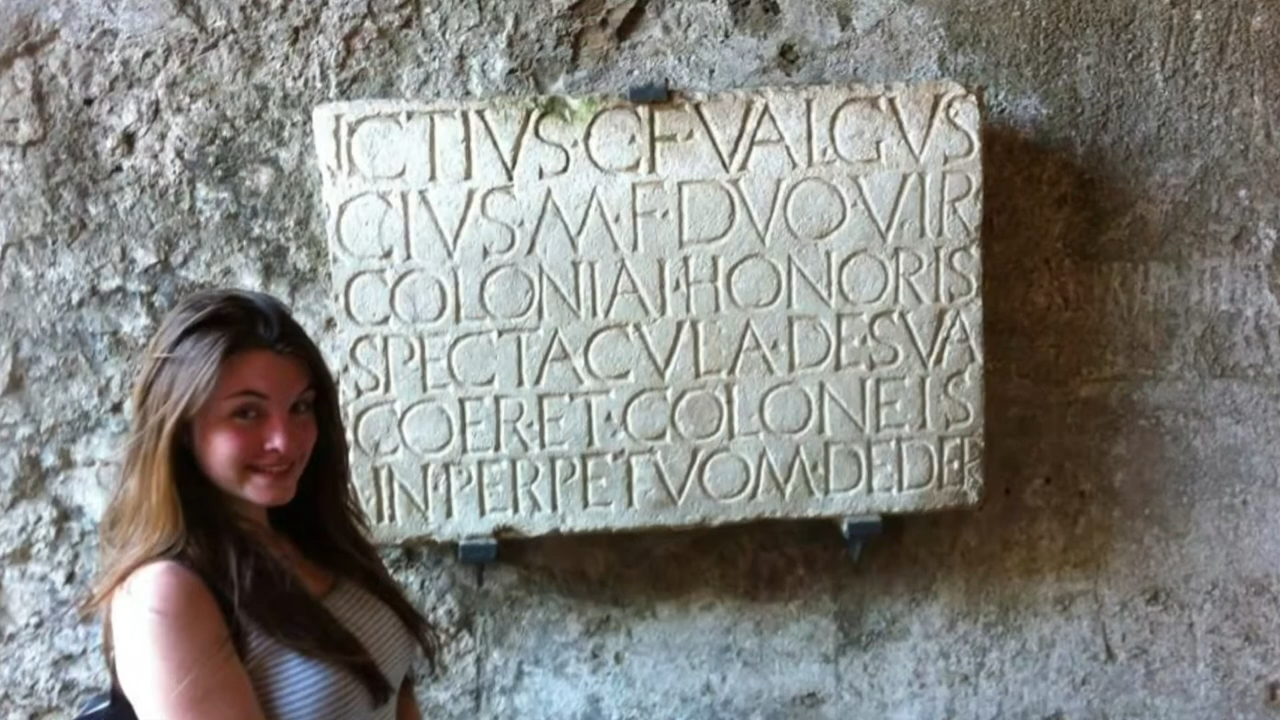 ICTIVS·C·F·VALGVS
CIVS·M·F·DVO·VIR
COLONIAI·HONORIS
SPECTACVLA·DE·SVA
COER·ET·COLONEIS
IN·PERPETVOM·DEDER